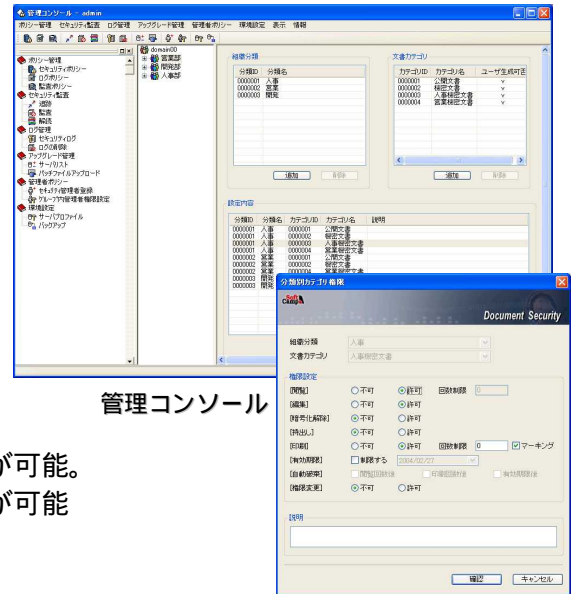 管理コンソール - admin
ポリシー管理 セキュリティ監査 ログ管理 アップグレード管理 管理者ポリシー 環境設定 表示 情報
ポリシー管理
セキュリティポリシー
ログポリシー
監査ポリシー
セキュリティ監査
追跡
監査
解読
ログ管理
セキュリティログ
ログの削除
アップグレード管理
サーバリスト
パッチファイルアップロード
管理者ポリシー
セキュリティ管理者登録
グループ内管理者権限設定
環境設定
サーバプロファイル
バックアップ
domain00
営業部
開発部
人事部
組織分類
分類ID 分類名
0000001 人事
0000002 営業
0000003 開発
追加 削除
文書カテゴリ
カテゴリID カテゴリ名 ユーザ生成可否
0000001 公開文書 v
0000002 機密文書 v
0000003 人事機密文書 v
0000004 営業機密文書 v
追加 削除
設定内容
分類ID 分類名 カテゴリID カテゴリ名 説明
0000001 人事 0000001 公開文書
0000001 人事 0000002 機密文書
0000001 人事 0000003 人事機密文書
0000001 人事 0000004 営業機密文書
0000002 営業 0000001 公開文書
0000002 営業 0000002 機密文書
0000002 営業 0000004 営業機密文書
0000003 開発
0000003 開発
分類別カテゴリ権限
Soft Camp
Document Security
組織分類 人事
文書カテゴリ 人事機密文書
権限設定
[閲覧] 不可 許可 回数制限 0
[編集] 不可 許可
[暗号化解除] 不可 許可
[持出し] 不可 許可
[印刷] 不可 許可 回数制限 0 マーキング
[有効期限] 制限する 2004/02/27
[自動破棄] 閲覧回数後 印刷回数後 有効期限後
[権限変更] 不可 許可
説明
確認 キャンセル
管理コンソール
が可能。
が可能